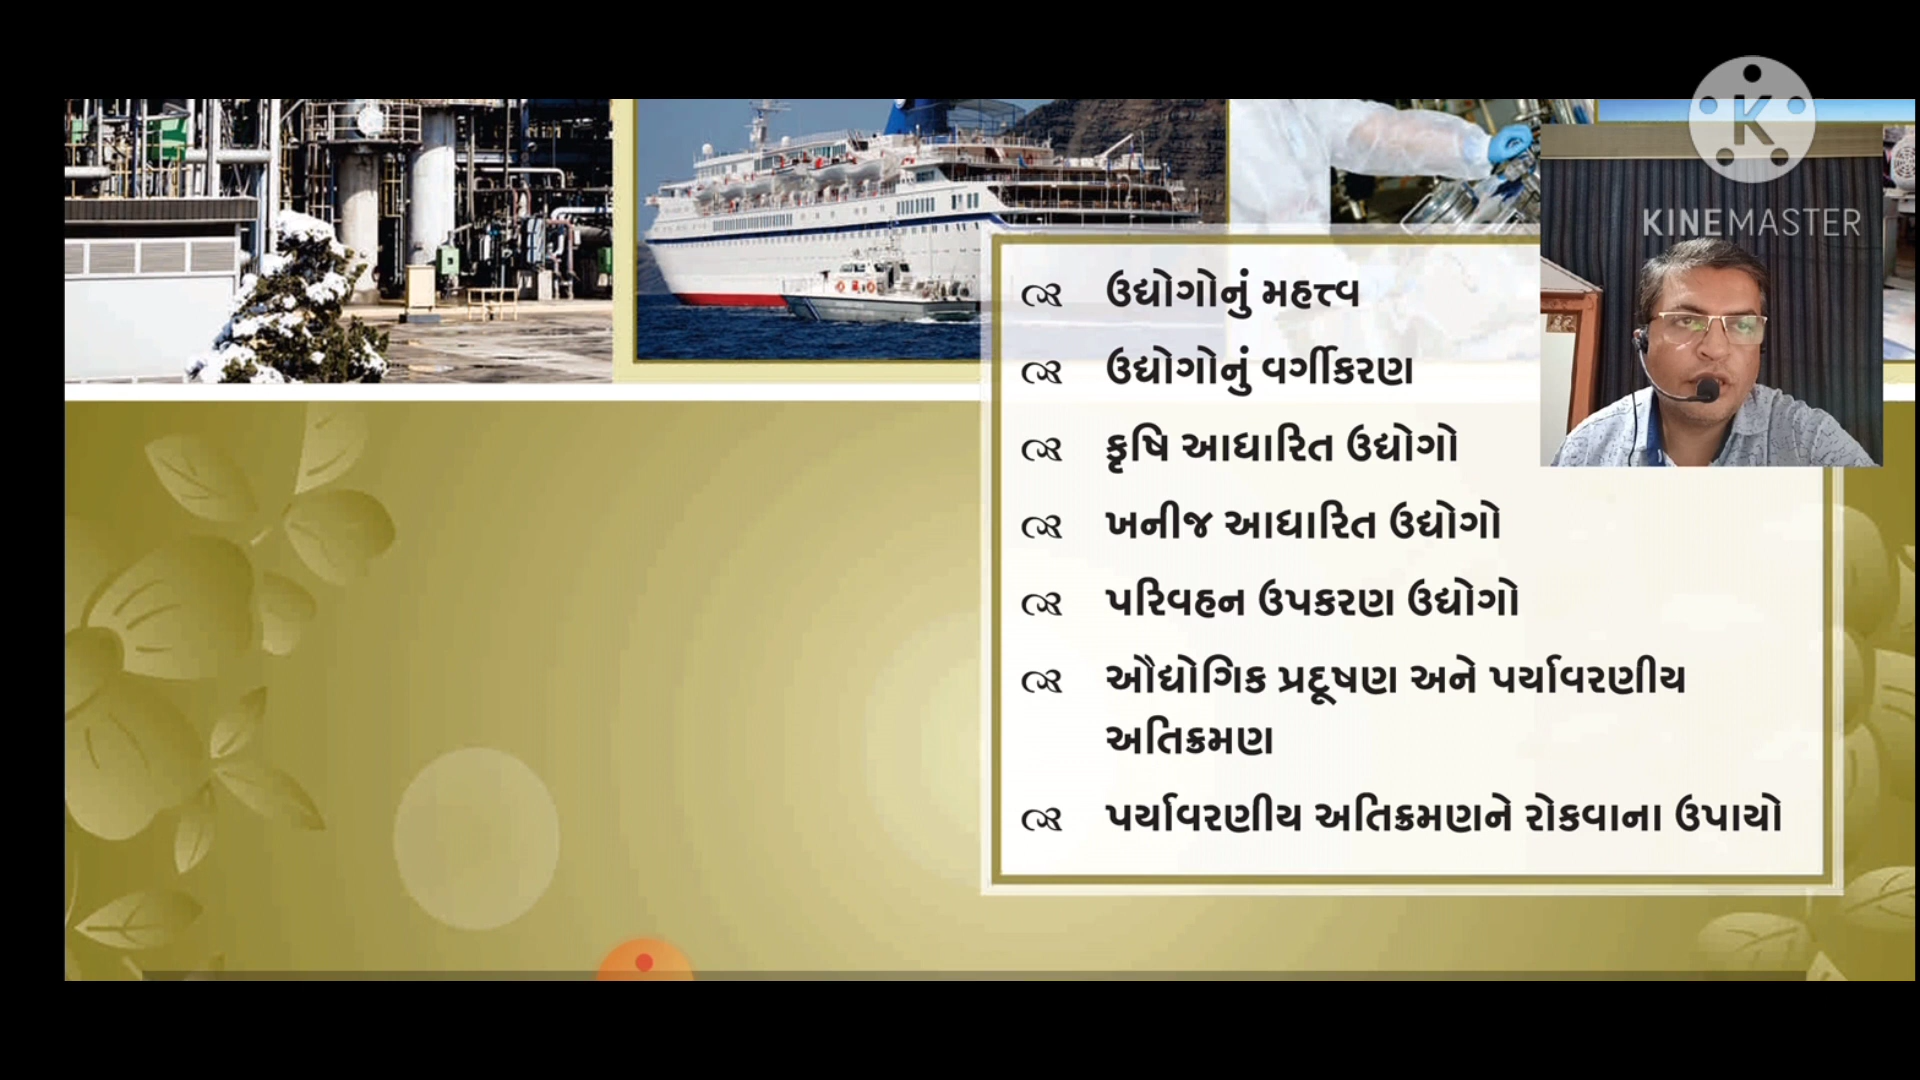 KINEMASTER
ઉદ્યોગોનું મહત્ત્વ
ઉદ્યોગોનું વર્ગીકરણ
કૃષિ આધારિત ઉદ્યોગો
ખનીજ આધારિત ઉદ્યોગો
પરિવહન ઉપકરણ ઉદ્યોગો
ઔદ્યોગિક પ્રદૂષણ અને પર્યાવરણીય
અતિક્રમણ
પર્યાવરણીય અતિક્રમણને રોકવાના ઉપાયો